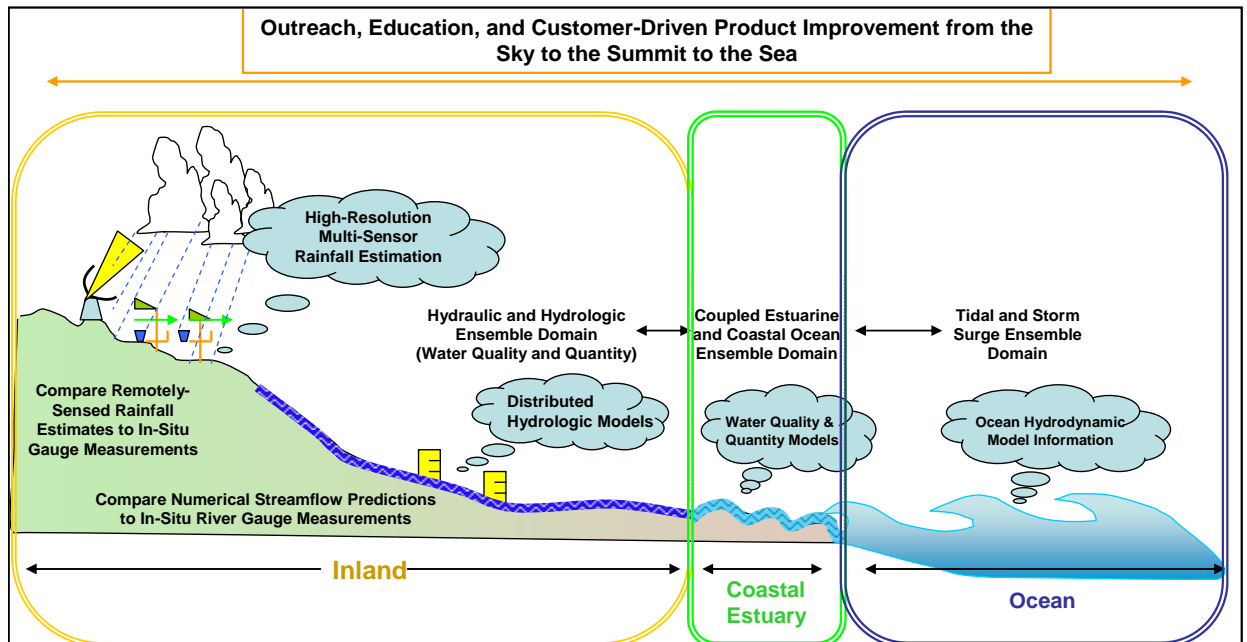 Outreach, Education, and Customer-Driven Product Improvement from the
Sky to the Summit to the Sea
High-Resolution
Multi-Sensor
Rainfall Estimation
Hydraulic and Hydrologic
Ensemble Domain
(Water Quality and Quantity)
Coupled Estuarine
and Coastal Ocean
Ensemble Domain
Tidal and Storm
Surge Ensemble
Domain
Compare Remotely-
Sensed Rainfall
Estimates to In-Situ
Gauge Measurements
Distributed
Hydrologic Models
Water Quality &
Quantity Models
Ocean Hydrodynamic
Model Information
Compare Numerical Streamflow Predictions
to In-Situ River Gauge Measurements
Inland
Coastal
Estuary
Ocean